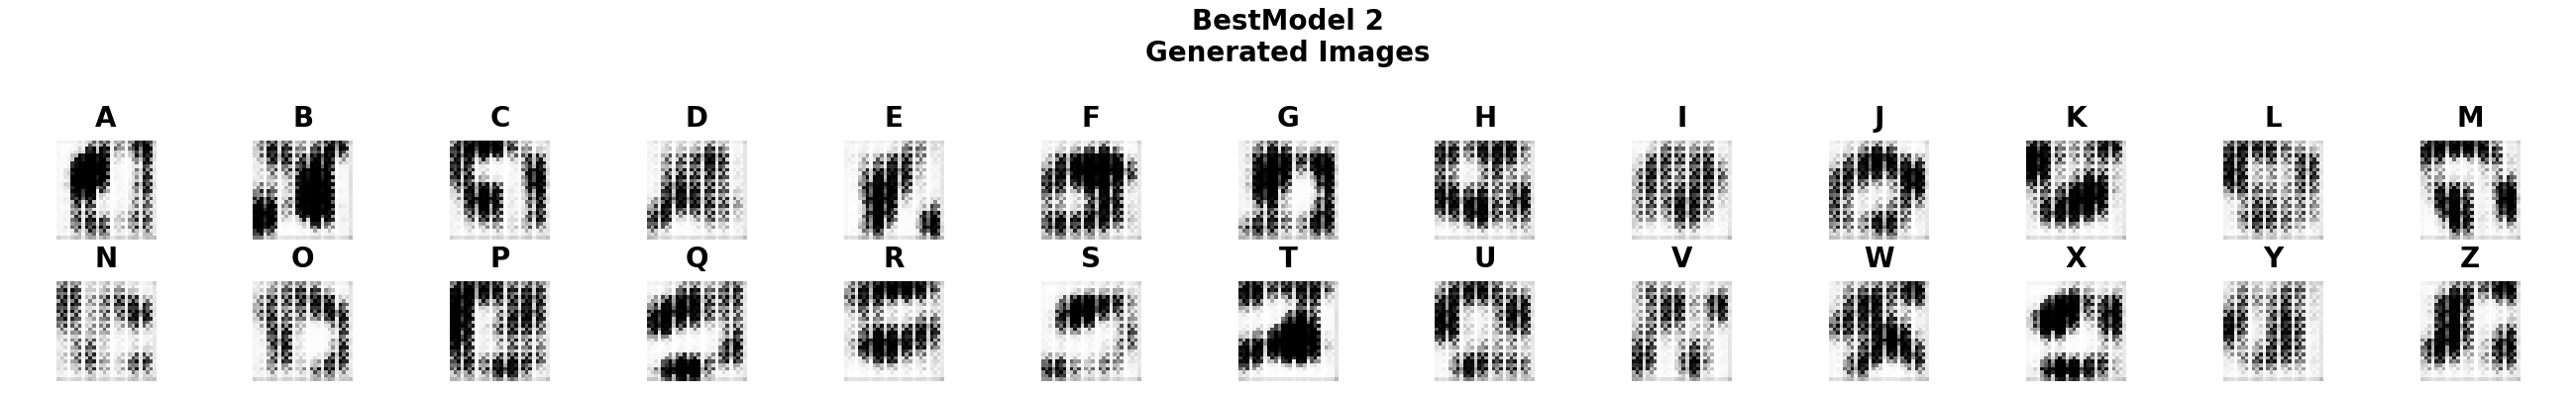 BestModel 2
Generated Images
A B C D E F G H I J K L M
N O P Q R S T U V W X Y Z